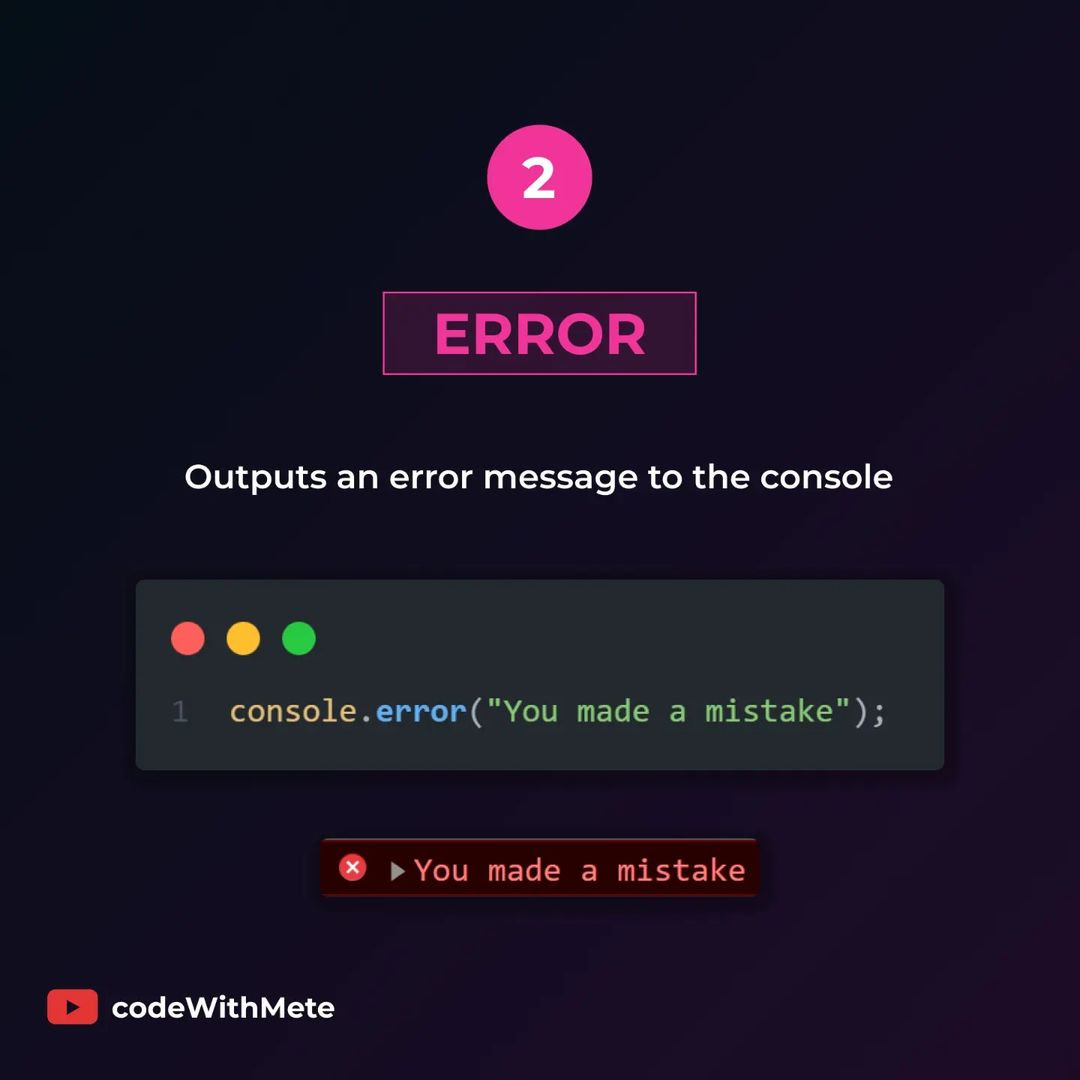 2
ERROR
Outputs an error message to the console
1 console.error("You made a mistake");
You made a mistake
codeWithMete